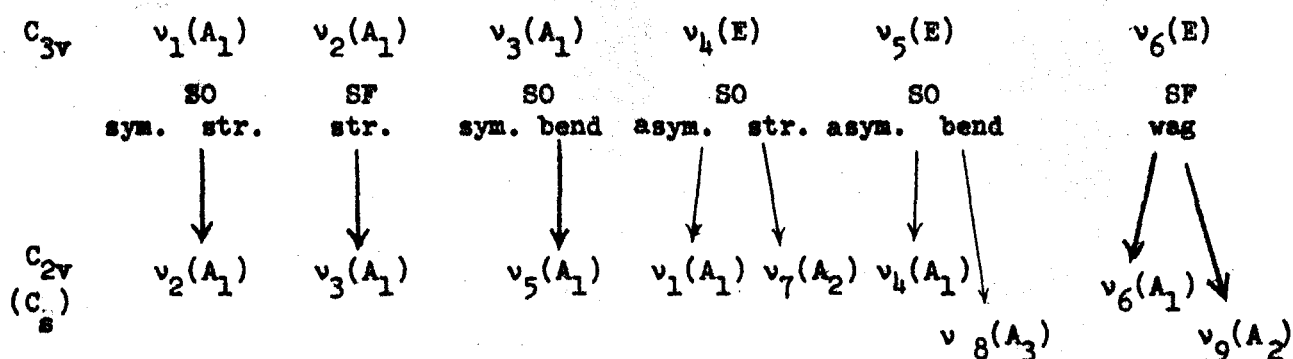 C₃ᵥ ν₁(A₁) ν₂(A₁) ν₃(A₁) ν₄(E) ν₅(E) ν₆(E)
SO SF SO SO SO SF
sym. str. str. sym. bend asym. str. asym. bend wag
C₂ᵥ ν₂(A₁) ν₃(A₁) ν₅(A₁) ν₁(A₁) ν₇(A₂) ν₄(A₁) ν₆(A₁)
(Cₛ) ν₈(A₃) ν₉(A₂)